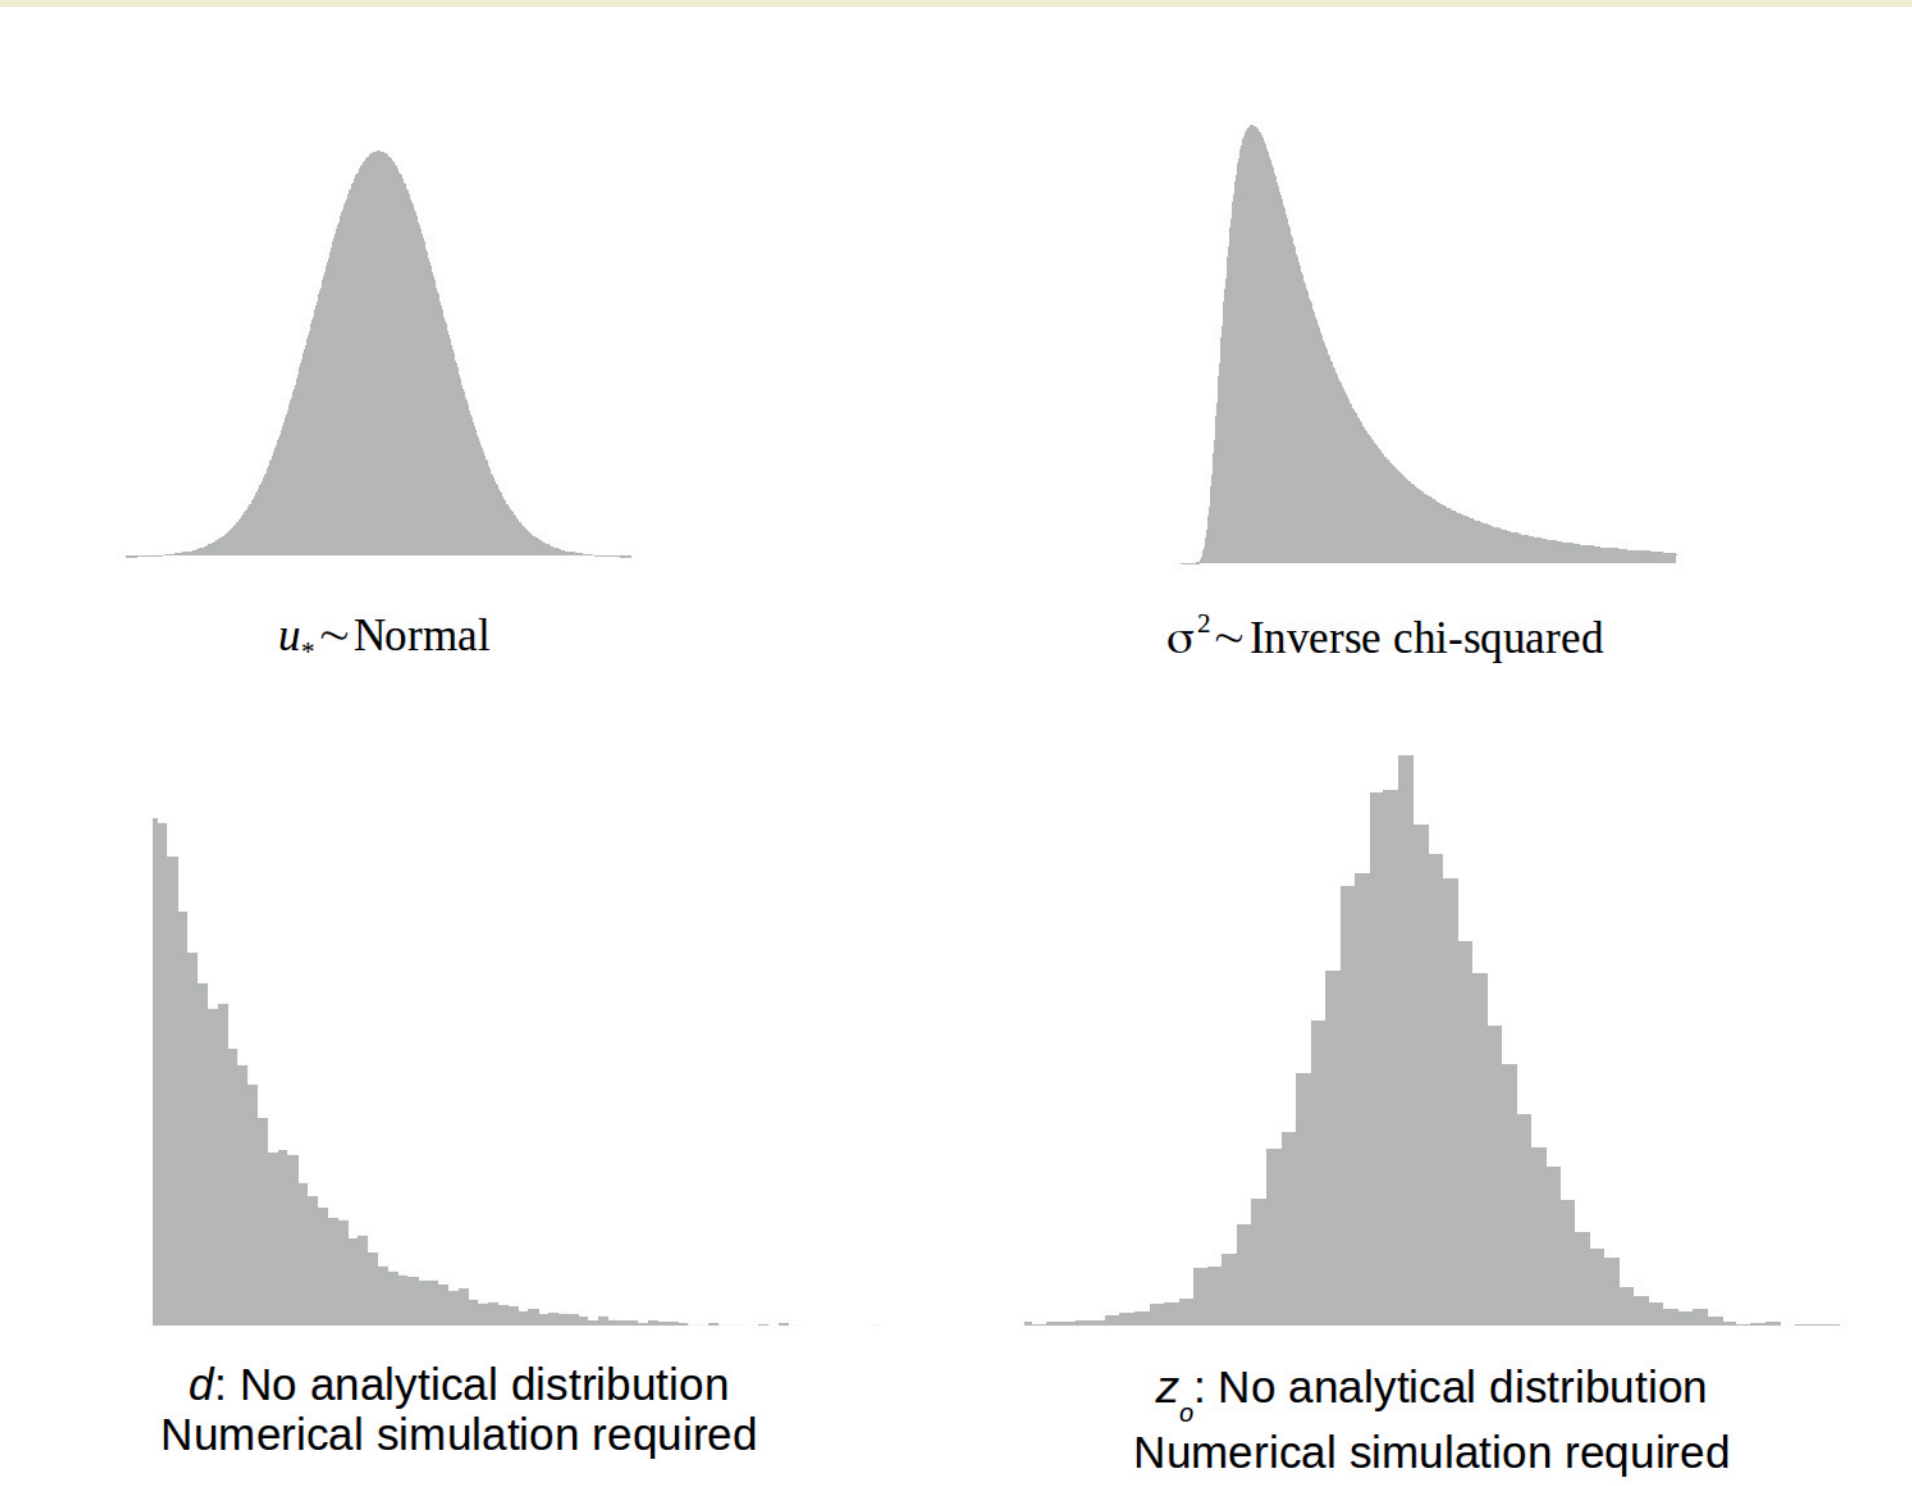 u* ~ Normal
σ² ~ Inverse chi-squared
d: No analytical distribution
Numerical simulation required
zo: No analytical distribution
Numerical simulation required